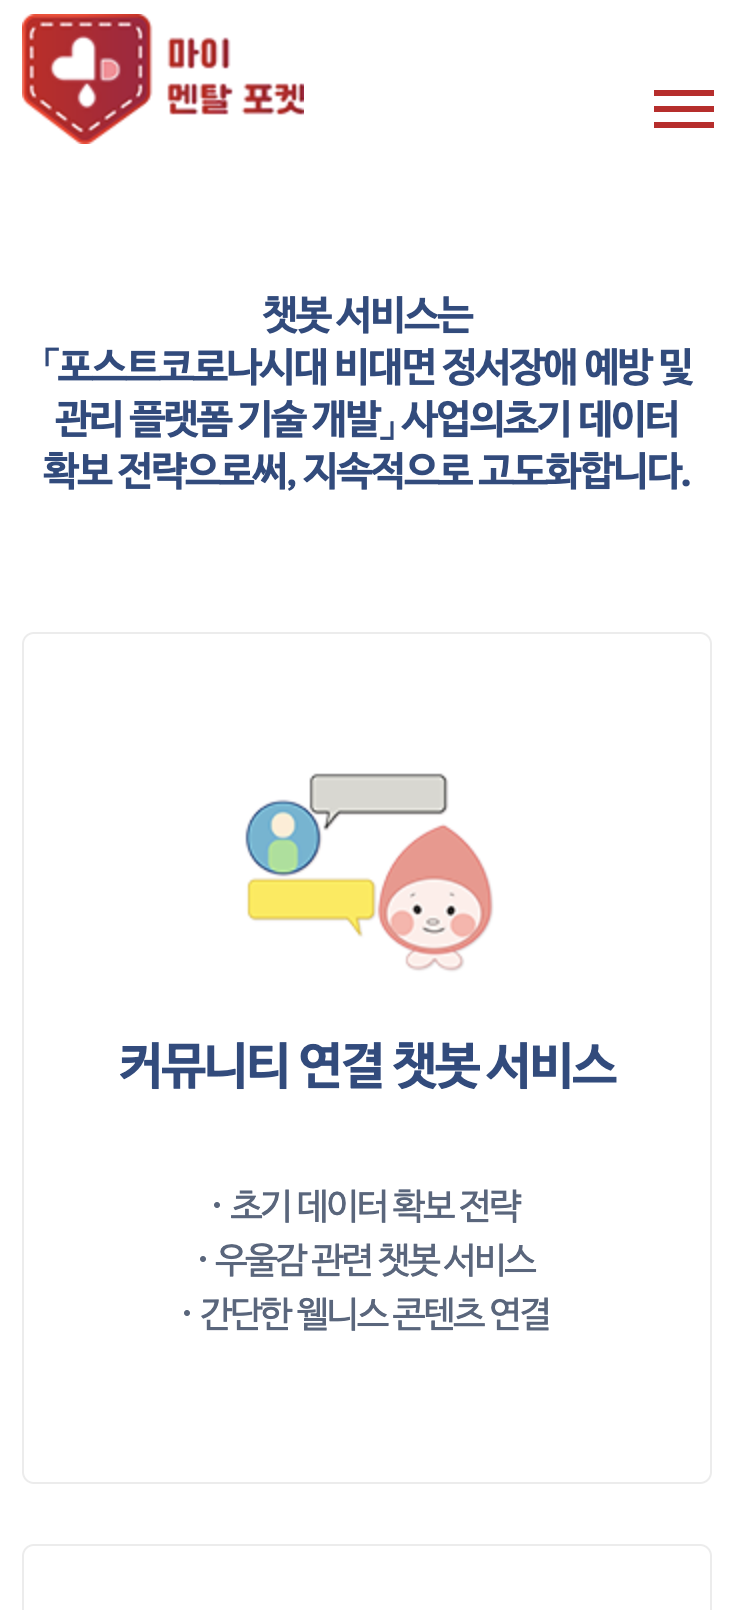 마이
멘탈 포켓
챗봇 서비스는
「포스트코로나시대 비대면 정서장애 예방 및
관리 플랫폼 기술 개발」 사업의초기 데이터
확보 전략으로써, 지속적으로 고도화합니다.
커뮤니티 연결 챗봇 서비스
· 초기 데이터 확보 전략
· 우울감 관련 챗봇 서비스
· 간단한 웰니스 콘텐츠 연결